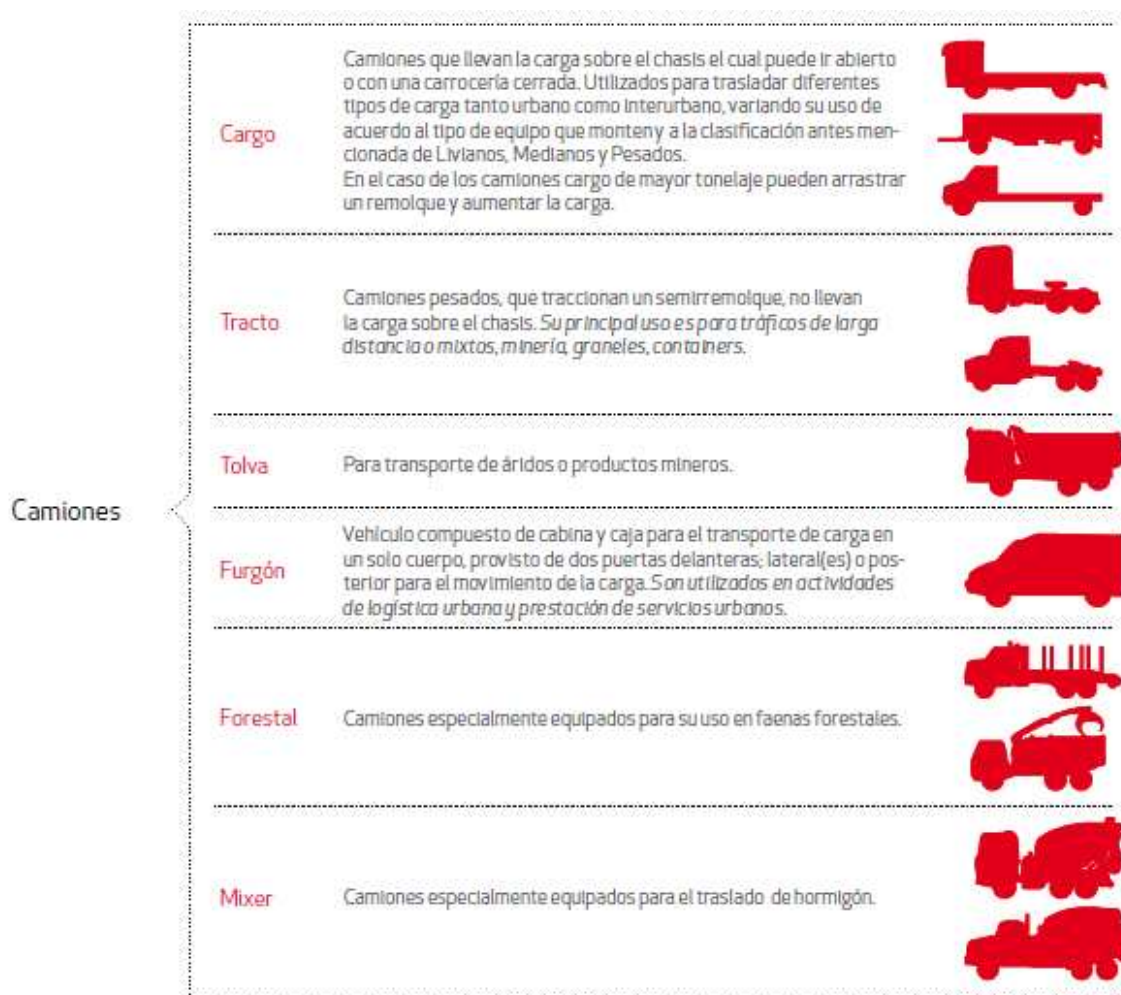 Camiones
Cargo
Camiones que llevan la carga sobre el chasis el cual puede ir abierto
o con una carrocería cerrada. Utilizados para trasladar diferentes
tipos de carga tanto urbano como interurbano, variando su uso de
acuerdo al tipo de equipo que monten y a la clasificación antes men-
cionada de Livianos, Medianos y Pesados.
En el caso de los camiones cargo de mayor tonelaje pueden arrastrar
un remolque y aumentar la carga.
Tracto
Camiones pesados, que traccionan un semirremolque, no llevan
la carga sobre el chasis. Su principal uso es para tráficos de larga
distancia o mixtos, minería, graneles, containers.
Tolva
Para transporte de áridos o productos mineros.
Furgón
Vehículo compuesto de cabina y caja para el transporte de carga en
un solo cuerpo, provisto de dos puertas delanteras; lateral(es) o pos-
terior para el movimiento de la carga. Son utilizados en actividades
de logística urbana y prestación de servicios urbanos.
Forestal
Camiones especialmente equipados para su uso en faenas forestales.
Mixer
Camiones especialmente equipados para el traslado de hormigón.